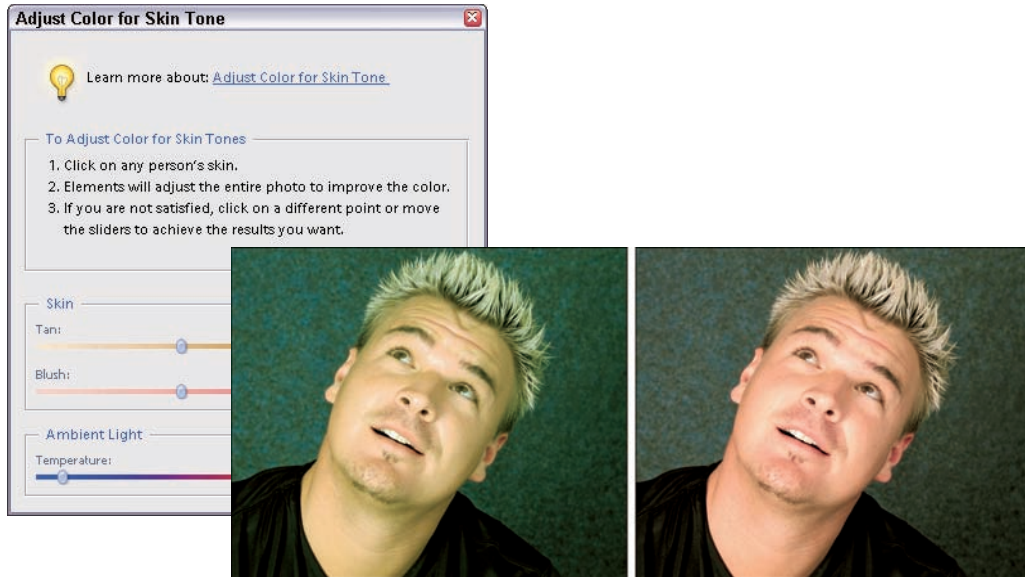 Adjust Color for Skin Tone
Learn more about: Adjust Color for Skin Tone
To Adjust Color for Skin Tones
1. Click on any person's skin.
2. Elements will adjust the entire photo to improve the color.
3. If you are not satisfied, click on a different point or move
the sliders to achieve the results you want.
Skin
Tan:
Blush:
Ambient Light
Temperature: